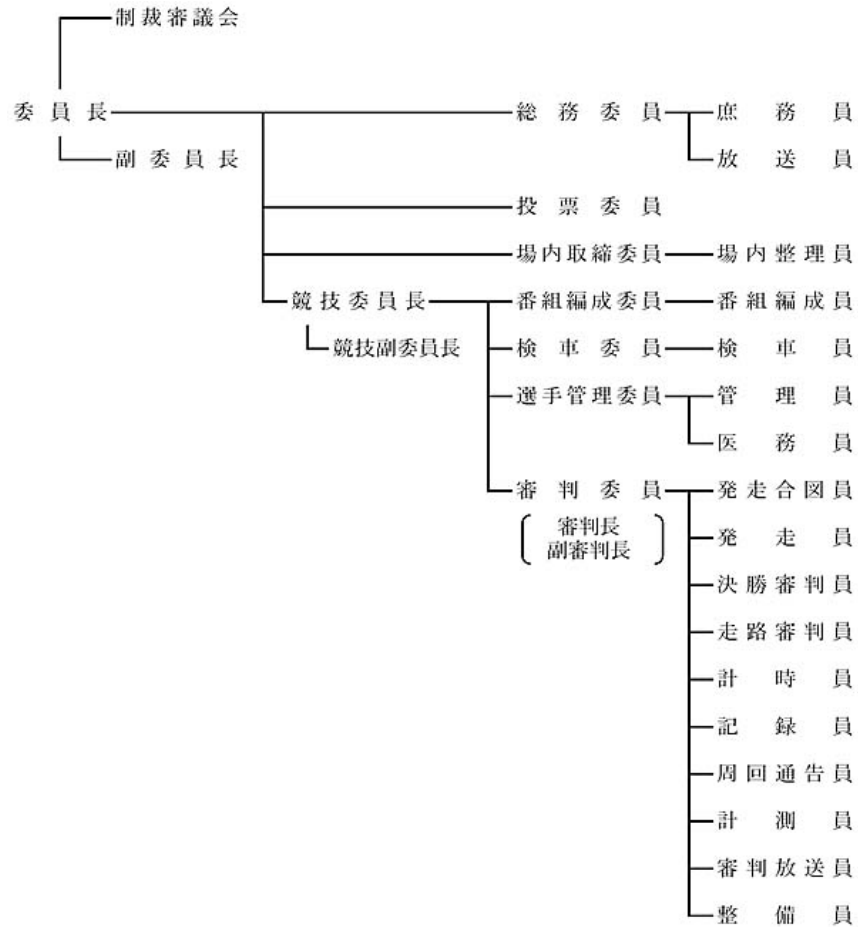 制裁審議会
委員長 総務委員 庶務員
副委員長 放送員
投票委員
場内取締委員 場内整理員
競技委員長 番組編成委員 番組編成員
競技副委員長 検車委員 検車員
選手管理委員 管理員
医務員
審判委員 発走合図員
審判長
副審判長 発走員
決勝審判員
走路審判員
計時員
記録員
周回通告員
計測員
審判放送員
整備員